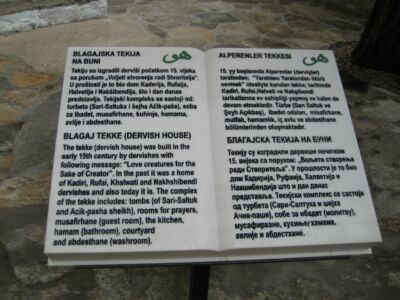 BLAGAJSKA TEKIJA
NA BUNI
Tekiju su izgradili derviši početkom 15. vijeka
sa porukom „Voljeti stvorenja radi Stvoritelja".
U prošlosti je to bio dom Kaderija, Rufaija,
Halvetija i Nakšibendija, što i dan danas
predstavlja. Tekijski kompleks se sastoji od:
turbeta (Sari-Saltuka i šejha Ačik-paše), soba
za ibadet, musafirhane, kuhinje, hamama,
avlije i abdesthane.
BLAGAJ TEKKE (DERVISH HOUSE)
The tekke (dervish house) was built in the
early 15th century by dervishes with
following message: "Love creatures for the
Sake of Creator". In the past it was a home
of Kadiri, Rufai, Khalwati and Nakhshibendi
dervishes and also today it is. The complex
of the tekke includes: tombs (of Sari-Saltuk
and Acik-pasha sheikh), rooms for prayers,
musafirhane (guest room), the kitchen,
hamam (bathroom), courtyard
and abdesthane (washroom).
ALPERENLER TEKKESI
15. yy başlarında Alperenler (dervişler)
tarafından; "Yaratılanı Yaratandan ötürü
sevmek" idealiyle kurulan tekke, tarihinde
Kadiri, Rufai, Halveti ve Nakşibendi
tarikatlarına ev sahipliği yapmış ve halen de
devam etmektedir. Türbe (Sarı Saltuk ve
Şeyh Açıkbaş), ibadet odaları, misafirhane,
mutfak, hamamlık, iç avlu ve abdesthane
bölümlerinden oluşmaktadır.
БЛАГАЈСКА ТЕКИЈА НА БУНИ
Текију су изградили дервиши почетком
15. вијека са поруком: „Вољети створења
ради Створитеља". У прошлости је то био
дом Кадирија, Руфаија, Халветија и
Накшибендија што и дан данас
представља. Текијски комплекс се састоји
од турбета (Сари-Салтука и шејха
Ачик-паше), собе за ибадет (молитву),
мусафирхане, кухиње, хамама,
авлије и абдестхане.